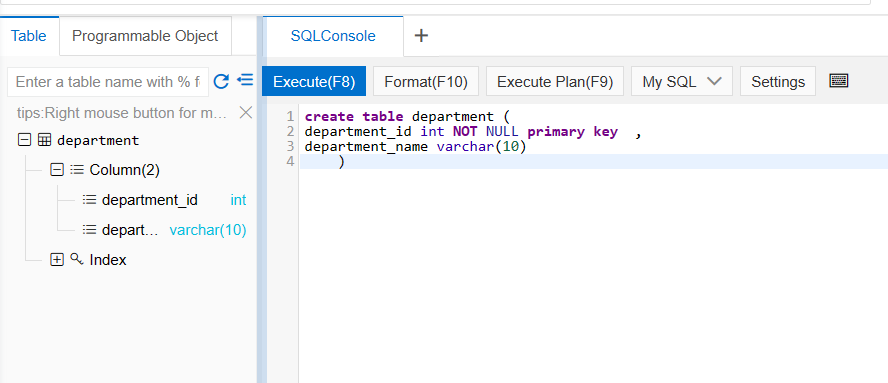 Table
Programmable Object
SQLConsole
+
Enter a table name with % f
Execute(F8)
Format(F10)
Execute Plan(F9)
My SQL
Settings
tips:Right mouse button for m...
department
Column(2)
department_id int
depart... varchar(10)
Index
1 create table department (
2 department_id int NOT NULL primary key ,
3 department_name varchar(10)
4 )